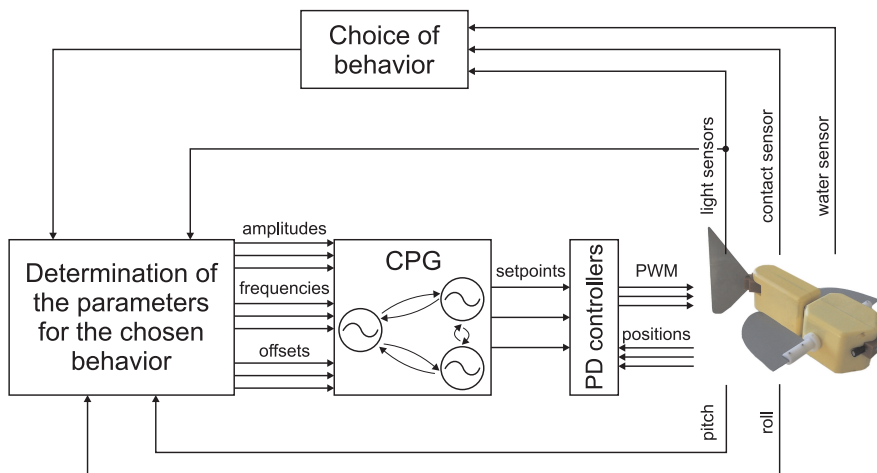 Choice of
behavior
light sensors
contact sensor
water sensor
amplitudes
frequencies
offsets
Determination of
the parameters
for the chosen
behavior
CPG
setpoints
PD controllers
PWM
positions
pitch
roll